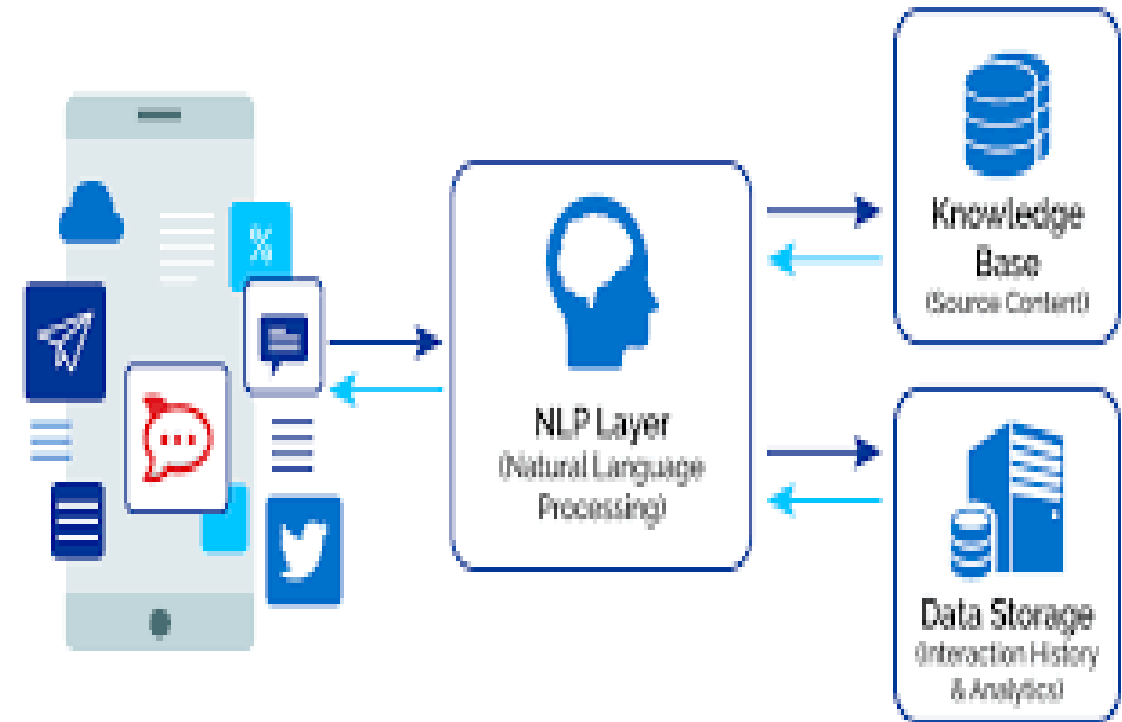 %
NLP Layer
(Natural Language
Processing)
Knowledge
Base
(Source Content)
Data Storage
(Interaction History
& Analytics)